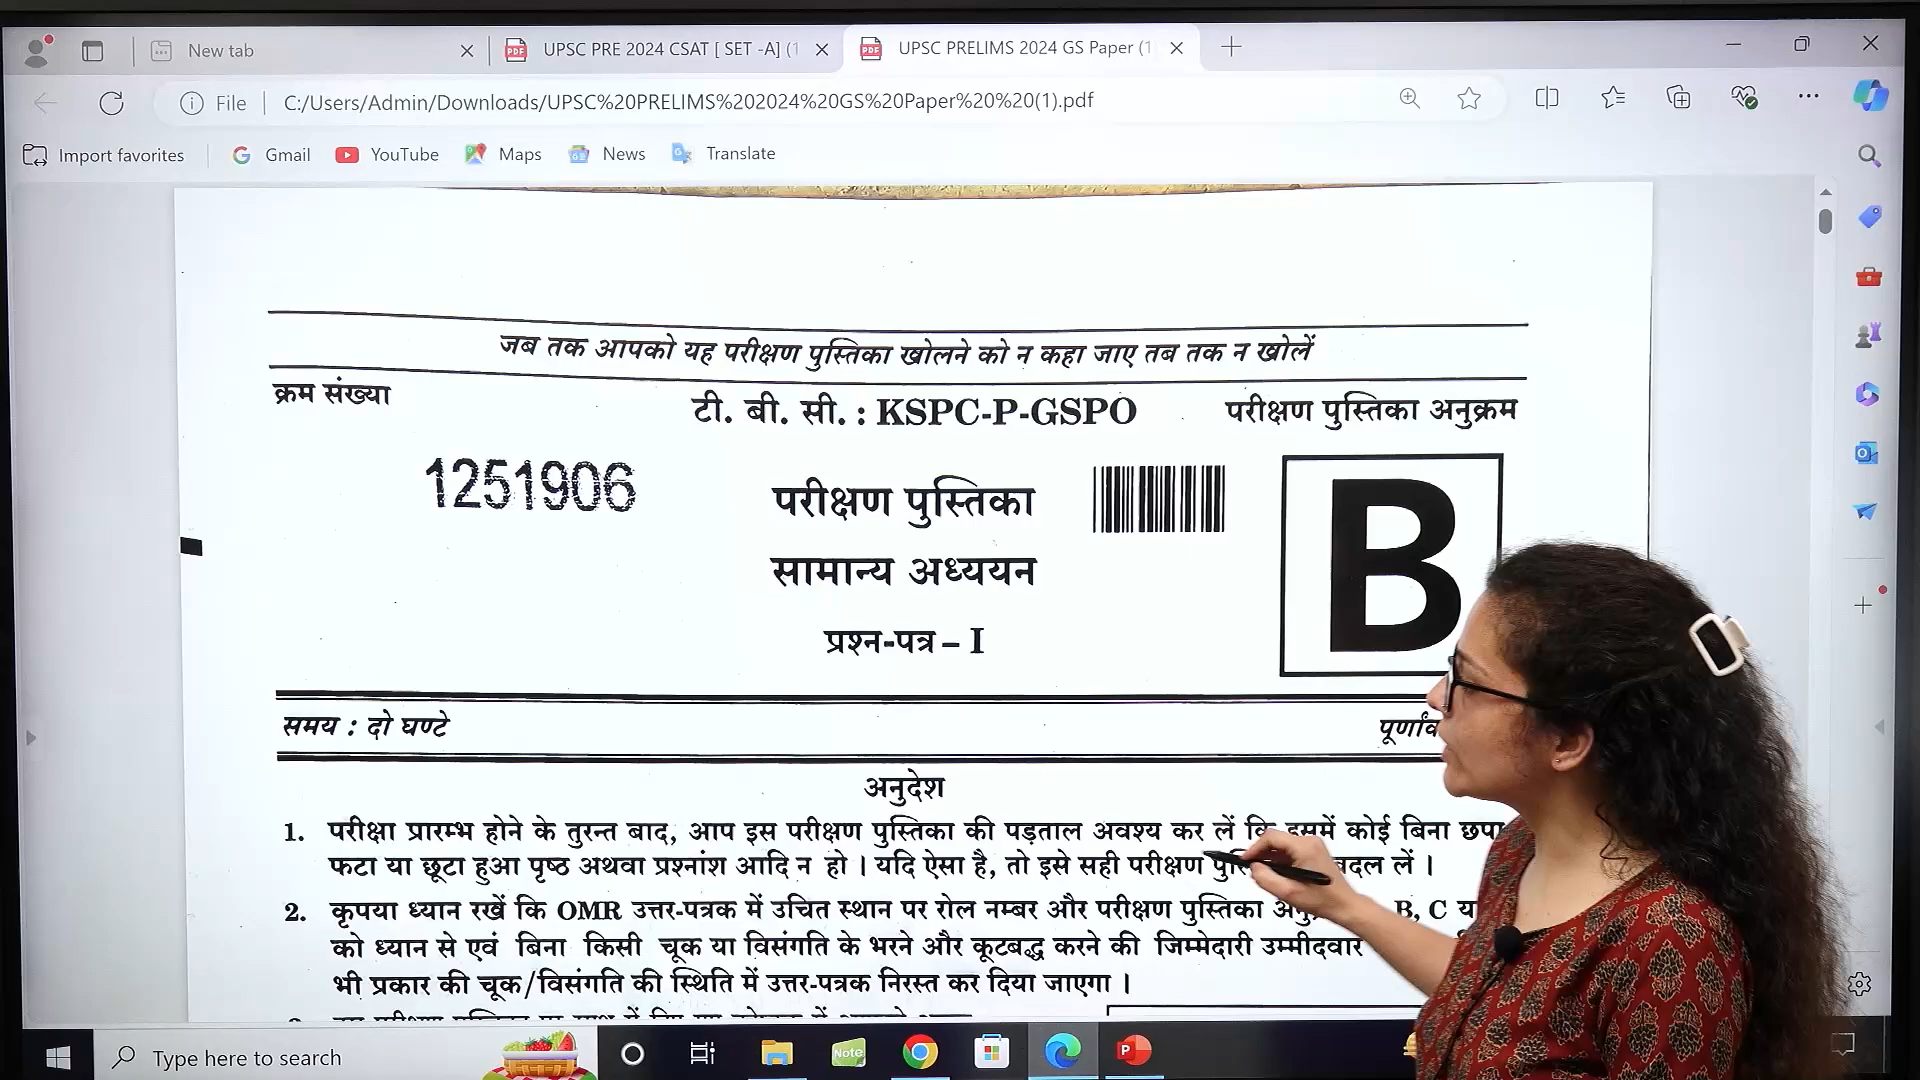 New tab
UPSC PRE 2024 CSAT [ SET -A] (1
UPSC PRELIMS 2024 GS Paper (1
File
C:/Users/Admin/Downloads/UPSC%20PRELIMS%202024%20GS%20Paper%20%20(1).pdf
Import favorites
Gmail
YouTube
Maps
News
Translate
जब तक आपको यह परीक्षण पुस्तिका खोलने को न कहा जाए तब तक न खोलें
क्रम संख्या
टी. बी. सी. : KSPC-P-GSPO
परीक्षण पुस्तिका अनुक्रम
1251906
परीक्षण पुस्तिका
B
सामान्य अध्ययन
प्रश्न-पत्र – I
समय : दो घण्टे
अनुदेश
1. परीक्षा प्रारम्भ होने के तुरन्त बाद, आप इस परीक्षण पुस्तिका की पड़ताल अवश्य कर लें कि इसमें कोई बिना छपा
फटा या छूटा हुआ पृष्ठ अथवा प्रश्नांश आदि न हो । यदि ऐसा है, तो इसे सही परीक्षण बदल लें ।
2. कृपया ध्यान रखें कि OMR उत्तर-पत्रक में उचित स्थान पर रोल नम्बर और परीक्षण पुस्तिका B, C
को ध्यान से एवं बिना किसी चूक या विसंगति के भरने और कूटबद्ध करने की जिम्मेदारी उम्मीदवार
भी प्रकार की चूक/विसंगति की स्थिति में उत्तर-पत्रक निरस्त कर दिया जाएगा ।
Type here to search
Note